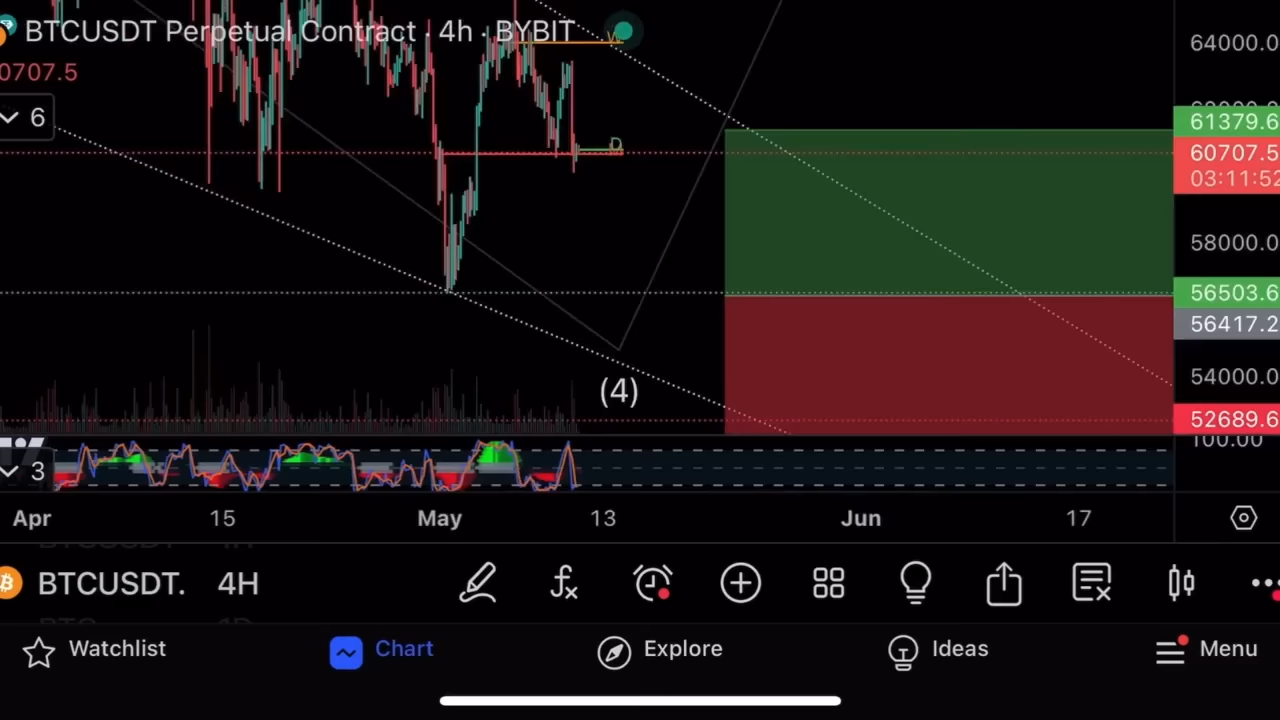 BTCUSDT Perpetual Contract · 4h · BYBIT
64000.0
0707.5
6
61379.6
D
60707.5
03:11:52
58000.0
56503.6
56417.2
(4)
54000.0
52689.6
100.00
3
Apr 15 May 13 Jun 17
BTCUSDT. 4H
Watchlist Chart Explore Ideas Menu